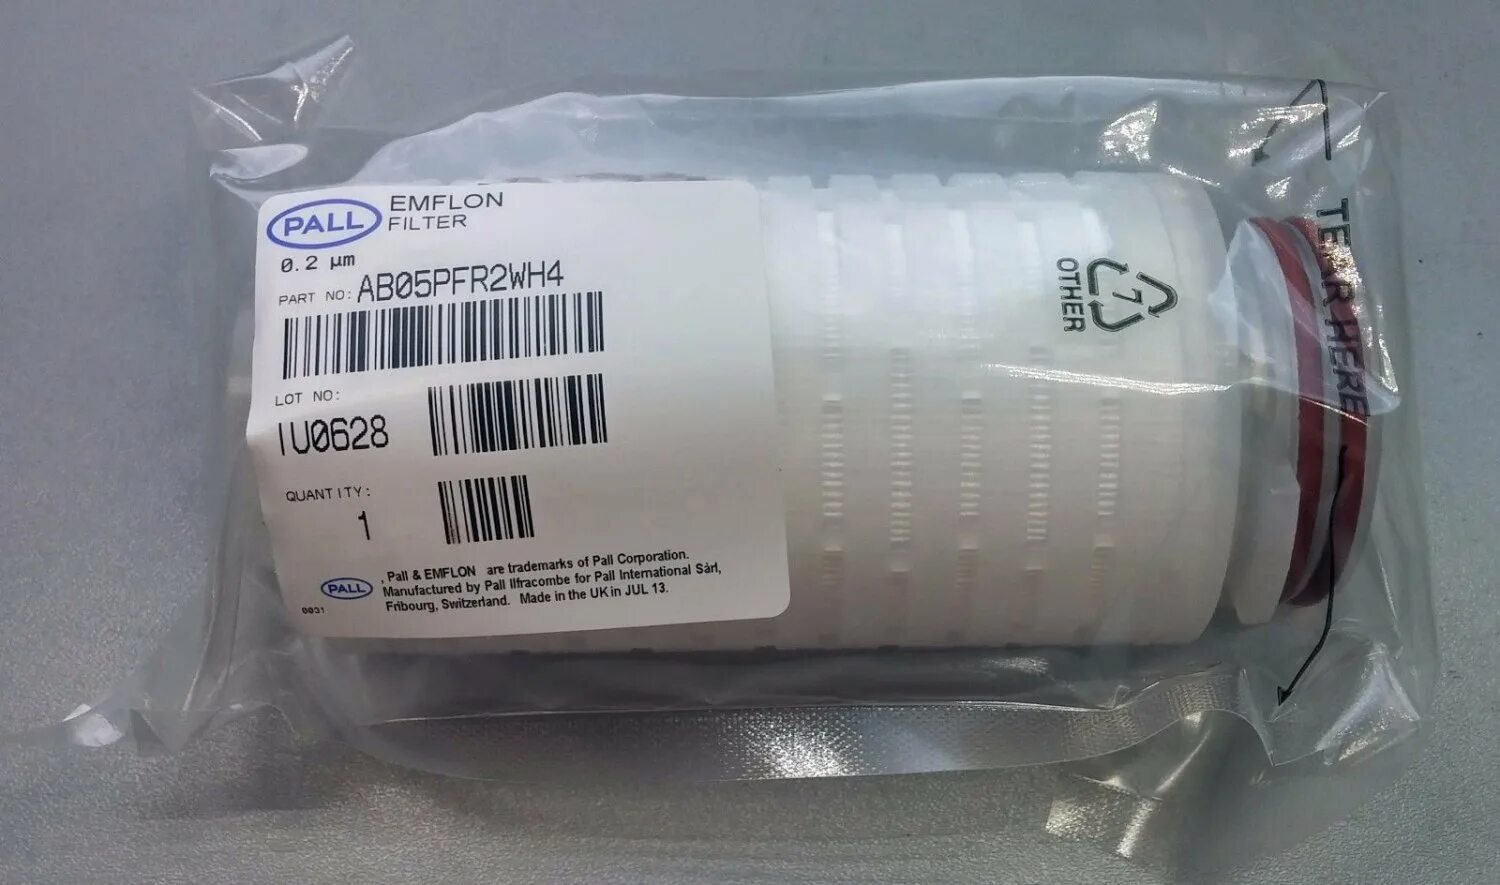 PALL EMFLON
FILTER
0.2 µm
PART NO: AB05PFR2WH4
LOT NO:
IU0628
QUANTITY:
1
, Pall & EMFLON are trademarks of Pall Corporation.
PALL Manufactured by Pall Ilfracombe for Pall International Sàrl,
0031 Fribourg, Switzerland. Made in the UK in JUL 13.
7
OTHER
TEAR HERE